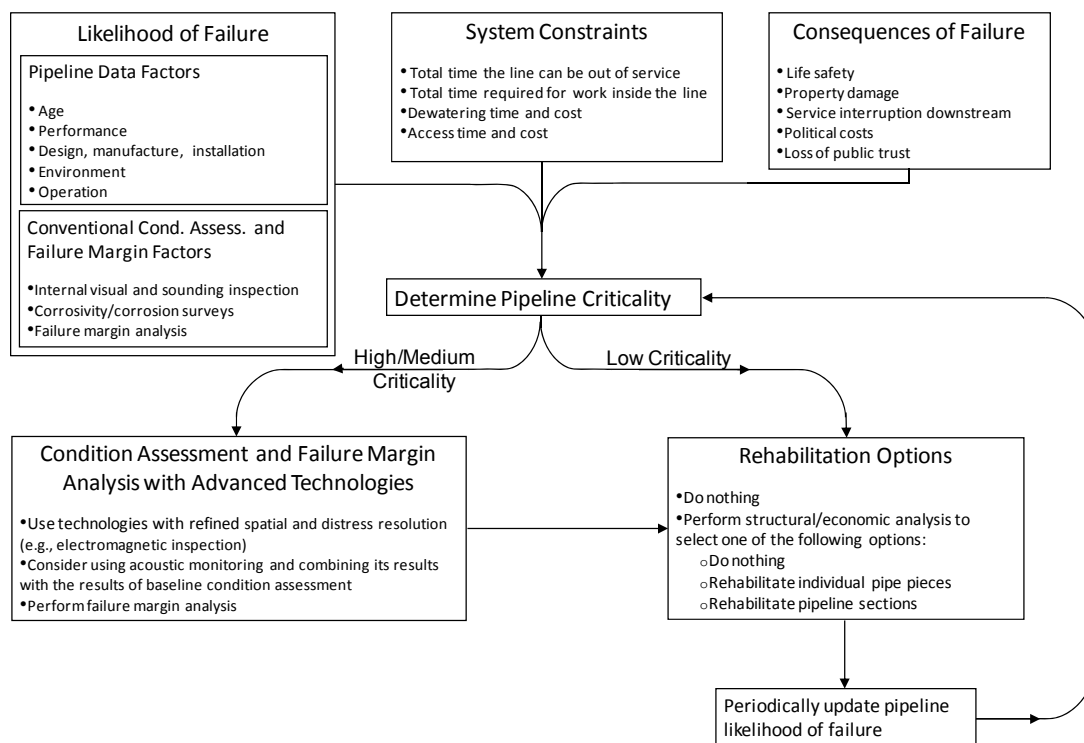 Likelihood of Failure
Pipeline Data Factors
• Age
• Performance
• Design, manufacture, installation
• Environment
• Operation
Conventional Cond. Assess. and
Failure Margin Factors
•Internal visual and sounding inspection
•Corrosivity/corrosion surveys
•Failure margin analysis
System Constraints
•Total time the line can be out of service
•Total time required for work inside the line
•Dewatering time and cost
•Access time and cost
Consequences of Failure
•Life safety
•Property damage
•Service interruption downstream
•Political costs
•Loss of public trust
Determine Pipeline Criticality
High/Medium
Criticality
Low Criticality
Condition Assessment and Failure Margin
Analysis with Advanced Technologies
•Use technologies with refined spatial and distress resolution
(e.g., electromagnetic inspection)
•Consider using acoustic monitoring and combining its results
with the results of baseline condition assessment
•Perform failure margin analysis
Rehabilitation Options
•Do nothing
•Perform structural/economic analysis to
select one of the following options:
oDo nothing
oRehabilitate individual pipe pieces
oRehabilitate pipeline sections
Periodically update pipeline
likelihood of failure